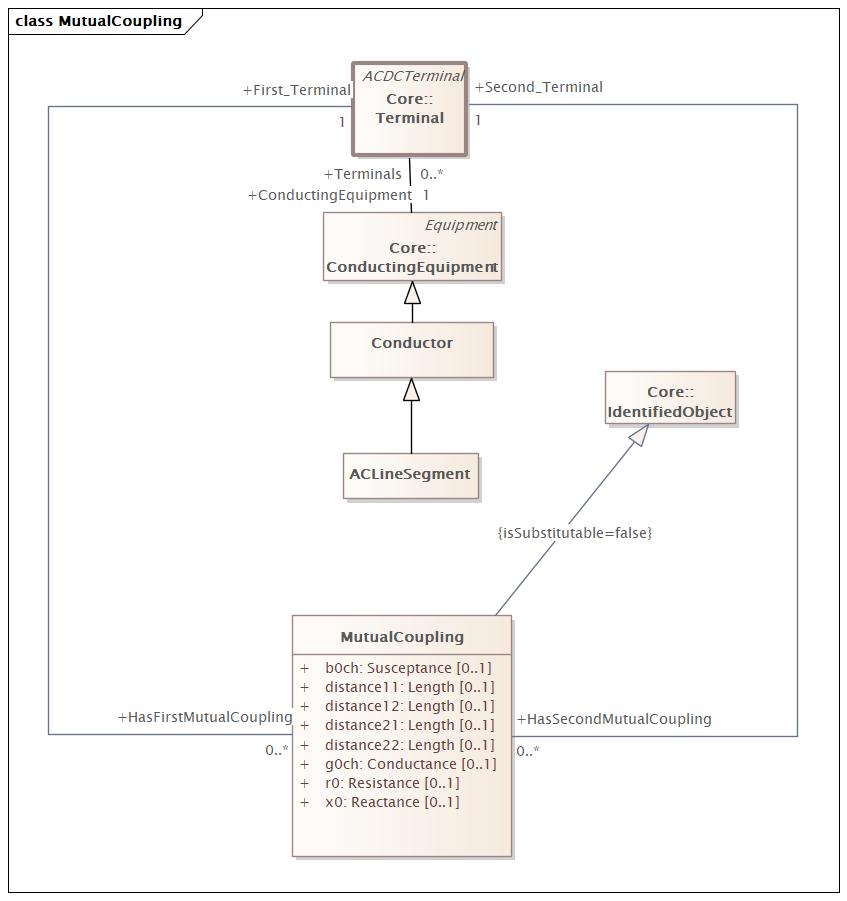 class MutualCoupling
ACDCTerminal
Core::
Terminal
+First_Terminal
1
+Second_Terminal
1
+Terminals 0..*
+ConductingEquipment 1
Equipment
Core::
ConductingEquipment
Conductor
Core::
IdentifiedObject
ACLineSegment
{isSubstitutable=false}
MutualCoupling
+ b0ch: Susceptance [0..1]
+ distance11: Length [0..1]
+ distance12: Length [0..1]
+ distance21: Length [0..1]
+ distance22: Length [0..1]
+ g0ch: Conductance [0..1]
+ r0: Resistance [0..1]
+ x0: Reactance [0..1]
+HasFirstMutualCoupling
0..*
+HasSecondMutualCoupling
0..*